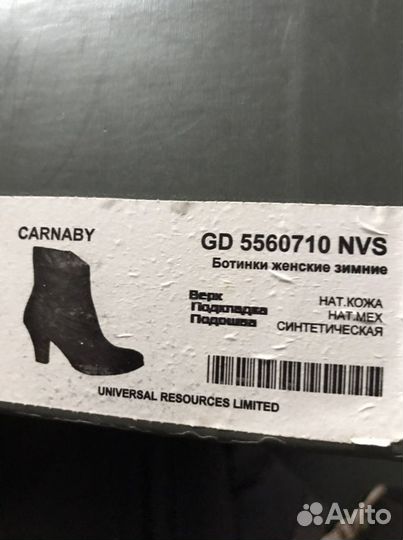 CARNABY
GD 5560710 NVS
Ботинки женские зимние
Верх НАТ.КОЖА
Подкладка НАТ.МЕХ
Подошва СИНТЕТИЧЕСКАЯ
UNIVERSAL RESOURCES LIMITED
Avito